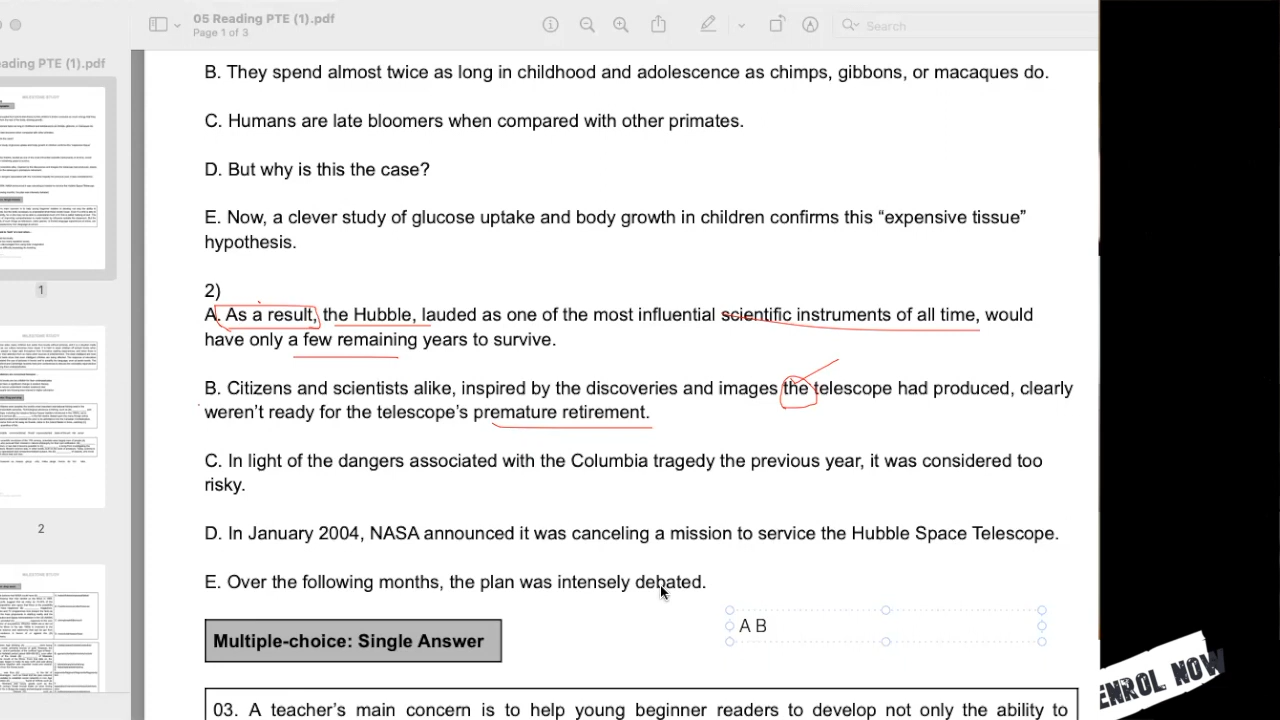 05 Reading PTE (1).pdf
Page 1 of 3
Search
eading PTE (1).pdf
B. They spend almost twice as long in childhood and adolescence as chimps, gibbons, or macaques do.
C. Humans are late bloomers when compared with other primates.
D. But why is this the case?
E. Now, a clever study of glucose uptake and body growth in children confirms this “expensive tissue”
hypothesis.
2)
A. As a result, the Hubble, lauded as one of the most influential scientific instruments of all time, would
have only a few remaining years to survive.
B. Citizens and scientists alike, inspired by the discoveries and images the telescope had produced, clearly
weren’t ready for the telescope’s premature retirement.
C. In light of the dangers associated with the Columbia tragedy the previous year, it was considered too
risky.
1
D. In January 2004, NASA announced it was canceling a mission to service the Hubble Space Telescope.
2
E. Over the following months the plan was intensely debated.
A B
Multiple-choice: Single Answer
ENROL NOW
03. A teacher’s main concern is to help young beginner readers to develop not only the ability to